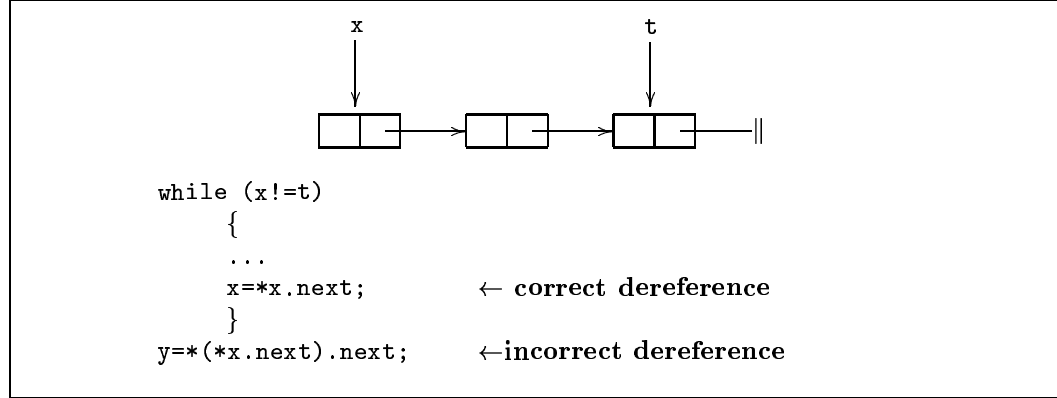 x t
while (x!=t)
{
...
x=*x.next; ← correct dereference
}
y=*(*x.next).next; ←incorrect dereference